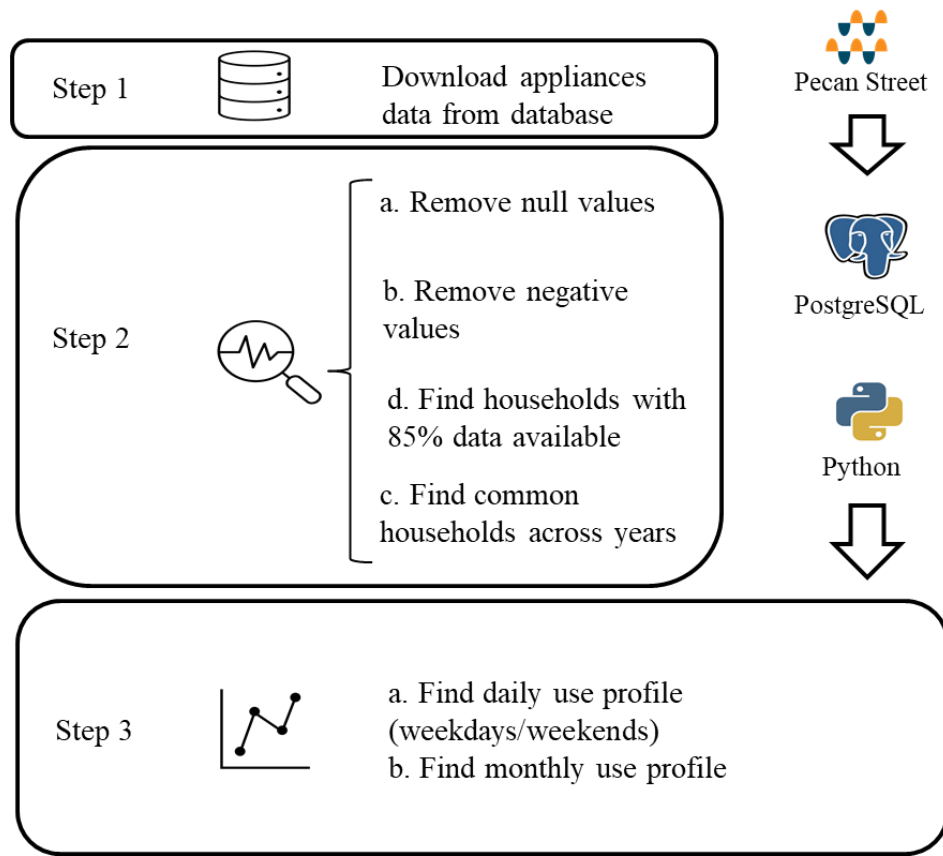 Step 1
Download appliances
data from database
Pecan Street
Step 2
a. Remove null values
b. Remove negative
values
d. Find households with
85% data available
c. Find common
households across years
PostgreSQL
Python
Step 3
a. Find daily use profile
(weekdays/weekends)
b. Find monthly use profile